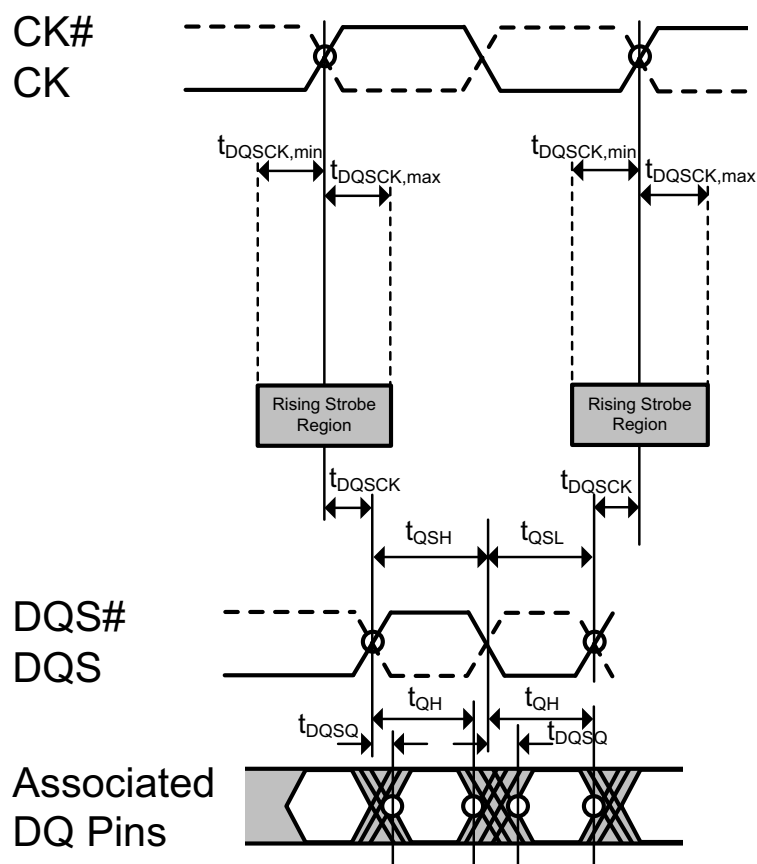 CK#
CK
tDQSCK,min
tDQSCK,max
tDQSCK,min
tDQSCK,max
Rising Strobe
Region
Rising Strobe
Region
tDQSCK
tDQSCK
tQSH
tQSL
DQS#
DQS
tQH
tQH
tDQSQ
tDQSQ
Associated
DQ Pins